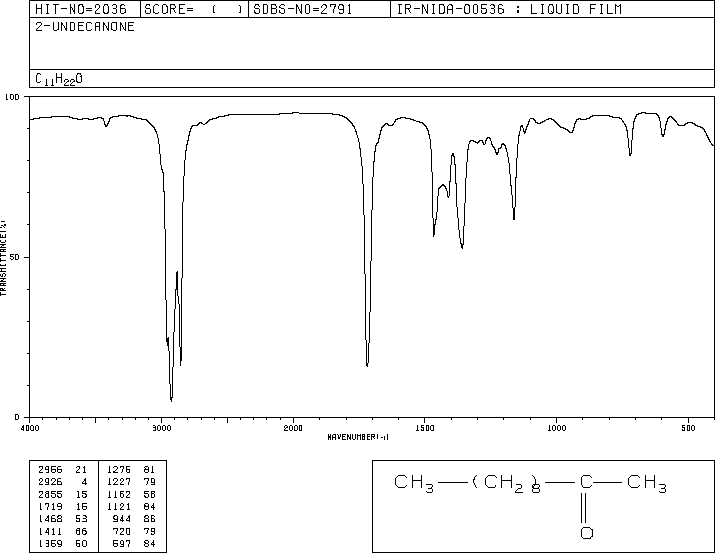 HIT-NO=2036 SCORE= ( ) SDBS-NO=2791 IR-NIDA-00536 : LIQUID FILM
2-UNDECANONE
C11H22O
100
50
0
TRANSMITTANCE(%)
4000 3000 2000 1500 1000 500
WAVENUMBER(-1)
2956 21 1276 81
2926 4 1227 79
2855 15 1162 58
1719 15 1121 84
1468 53 944 86
1411 66 720 79
1359 50 597 84
CH3 (CH2)8 C CH3
O